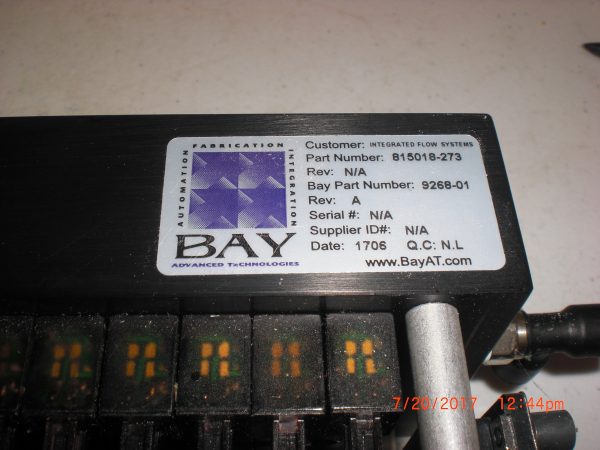 FABRICATION
AUTOMATION
INTEGRATION
BAY
ADVANCED TECHNOLOGIES
Customer: INTEGRATED FLOW SYSTEMS
Part Number: 815018-273
Rev: N/A
Bay Part Number: 9268-01
Rev: A
Serial #: N/A
Supplier ID#: N/A
Date: 1706 Q.C: N.L
www.BayAT.com
7/20/2017 12:44pm